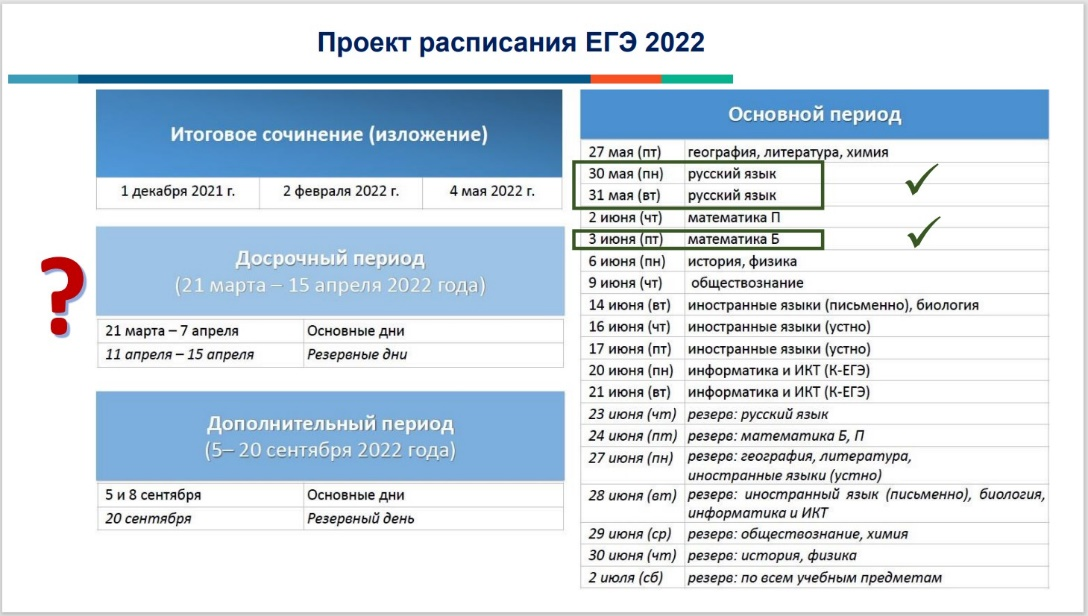 Проект расписания ЕГЭ 2022
Итоговое сочинение (изложение)
1 декабря 2021 г. 2 февраля 2022 г. 4 мая 2022 г.
?
Досрочный период
(21 марта – 15 апреля 2022 года)
21 марта – 7 апреля Основные дни
11 апреля – 15 апреля Резервные дни
Дополнительный период
(5– 20 сентября 2022 года)
5 и 8 сентября Основные дни
20 сентября Резервный день
Основной период
27 мая (пт) география, литература, химия
30 мая (пн) русский язык
31 мая (вт) русский язык
2 июня (чт) математика П
3 июня (пт) математика Б
6 июня (пн) история, физика
9 июня (чт) обществознание
14 июня (вт) иностранные языки (письменно), биология
16 июня (чт) иностранные языки (устно)
17 июня (пт) иностранные языки (устно)
20 июня (пн) информатика и ИКТ (К-ЕГЭ)
21 июня (вт) информатика и ИКТ (К-ЕГЭ)
23 июня (чт) резерв: русский язык
24 июня (пт) резерв: математика Б, П
27 июня (пн) резерв: география, литература,
иностранные языки (устно)
28 июня (вт) резерв: иностранный язык (письменно), биология,
информатика и ИКТ
29 июня (ср) резерв: обществознание, химия
30 июня (чт) резерв: история, физика
2 июля (сб) резерв: по всем учебным предметам